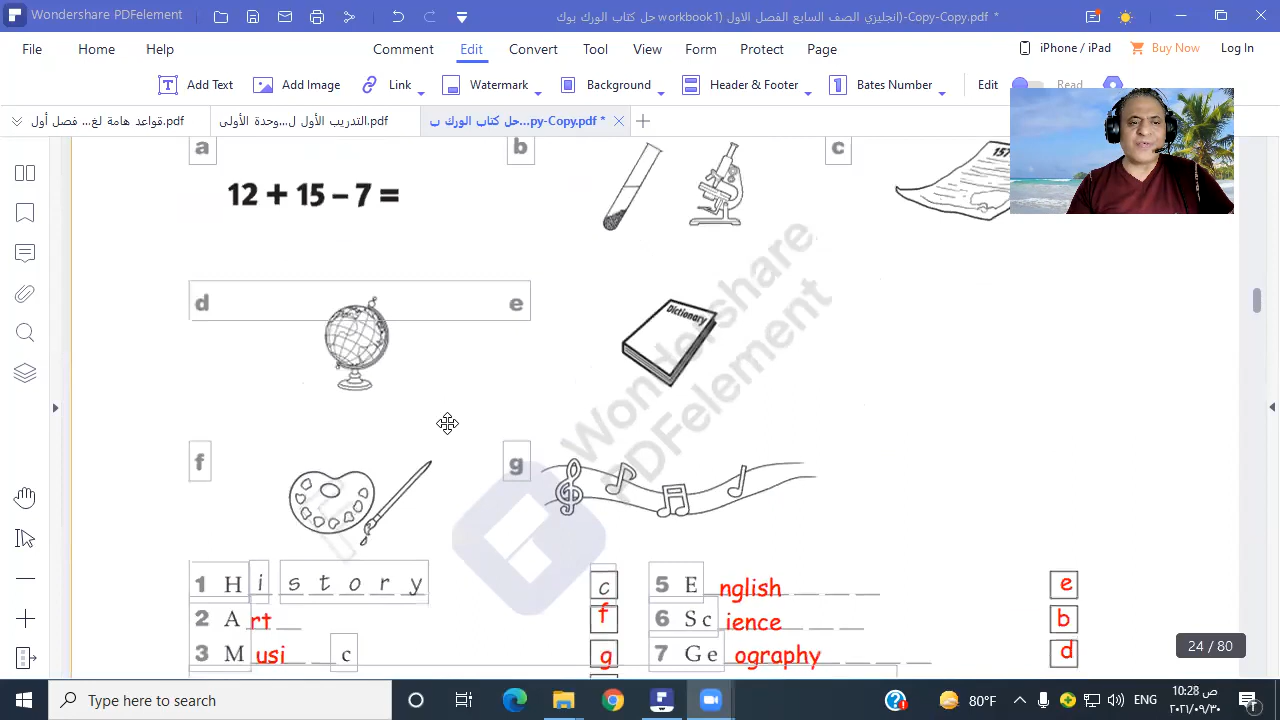 Wondershare PDFelement
حل كتاب الورك بوك workbook1) انجليزي الصف السابع الفصل الاول)-Copy-Copy.pdf *
File Home Help Comment Edit Convert Tool View Form Protect Page iPhone / iPad Buy Now Log In
Add Text Add Image Link Watermark Background Header & Footer Bates Number Edit Read
قواعد هامة لغ... فصل أول.pdf التدريب الأول ل...وحدة الأولى.pdf حل كتاب الورك ب...py-Copy.pdf *
a b c
157
12 + 15 – 7 =
d e
Dictionary
f g
Wondershare
PDFelement
1 H i s t o r y c 5 E nglish e
2 A rt f 6 S c ience b
3 M usi c g 7 G e ography d
24 / 80
Type here to search 80°F ENG 10:28 ص
٢٠٢١/٠٩/٣٠